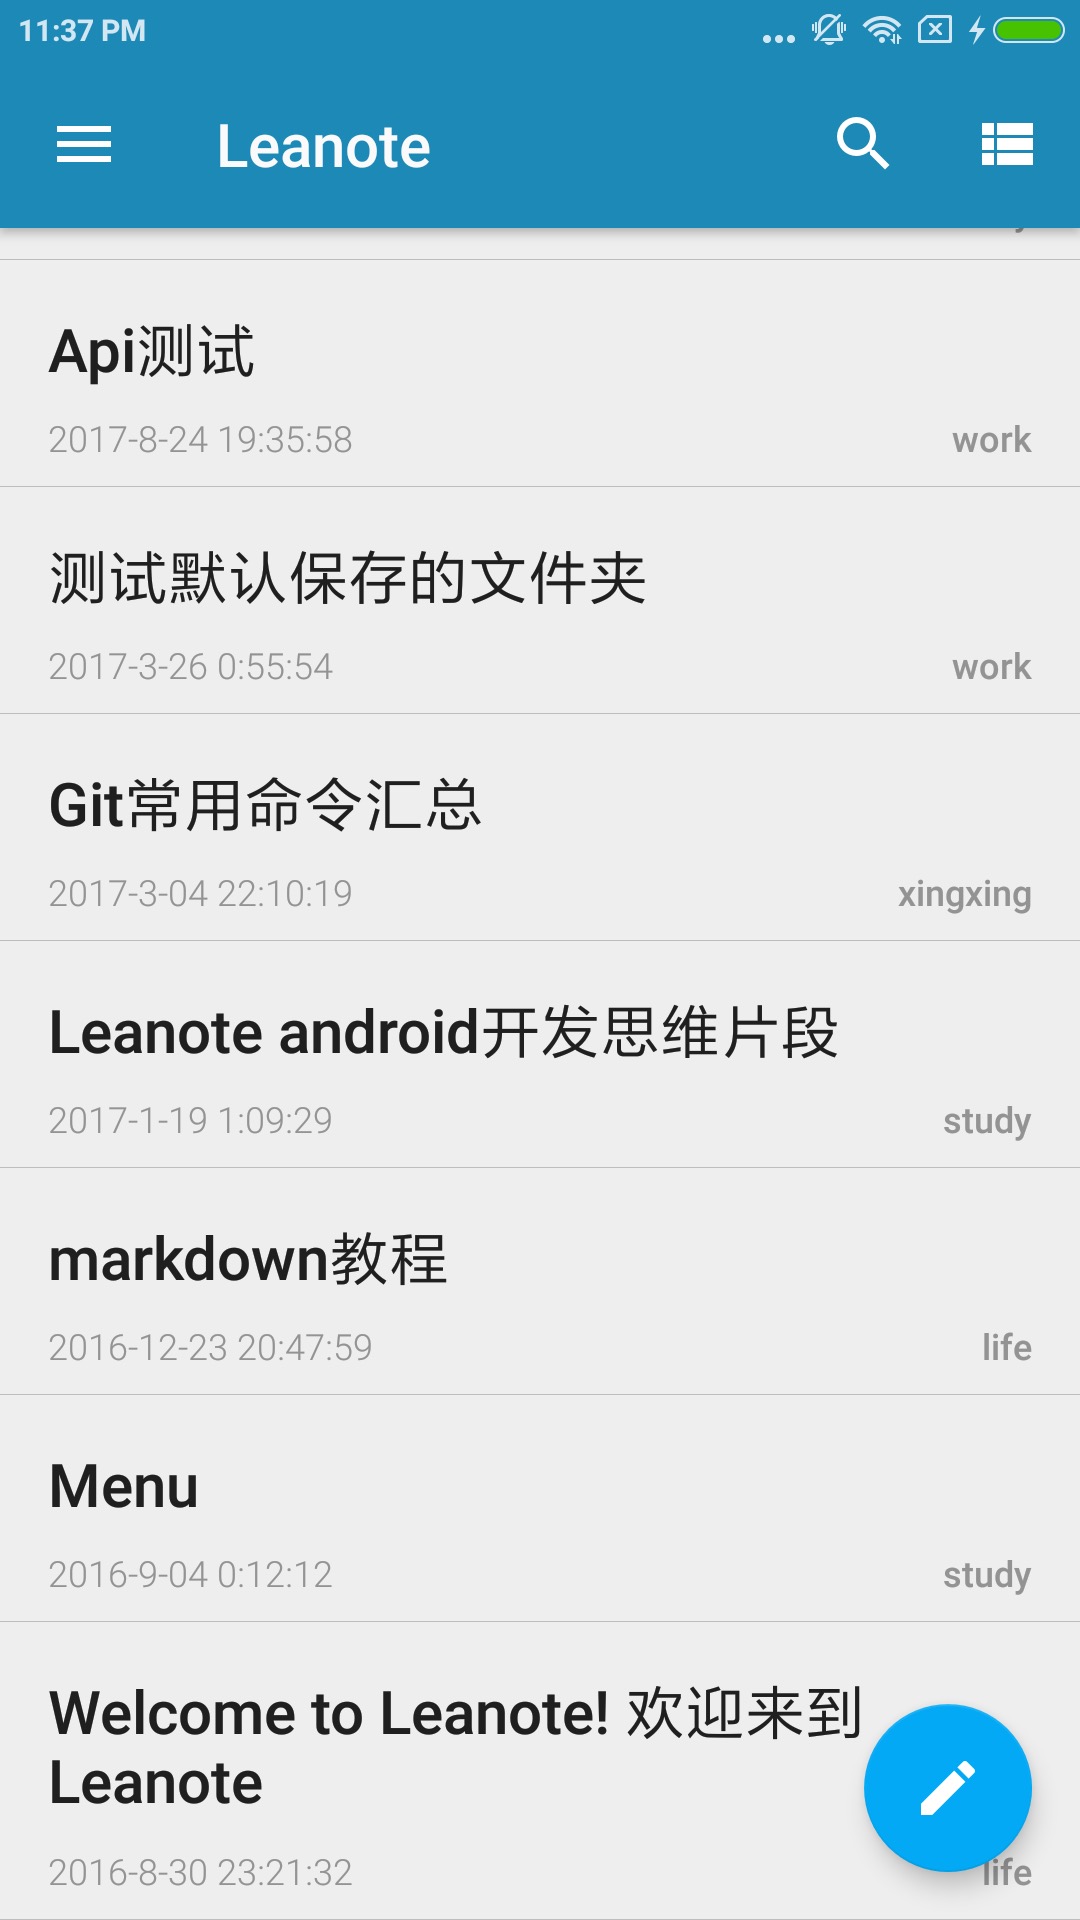 11:37 PM
Leanote
Api测试
2017-8-24 19:35:58
work
测试默认保存的文件夹
2017-3-26 0:55:54
work
Git常用命令汇总
2017-3-04 22:10:19
xingxing
Leanote android开发思维片段
2017-1-19 1:09:29
study
markdown教程
2016-12-23 20:47:59
life
Menu
2016-9-04 0:12:12
study
Welcome to Leanote! 欢迎来到
Leanote
2016-8-30 23:21:32
life